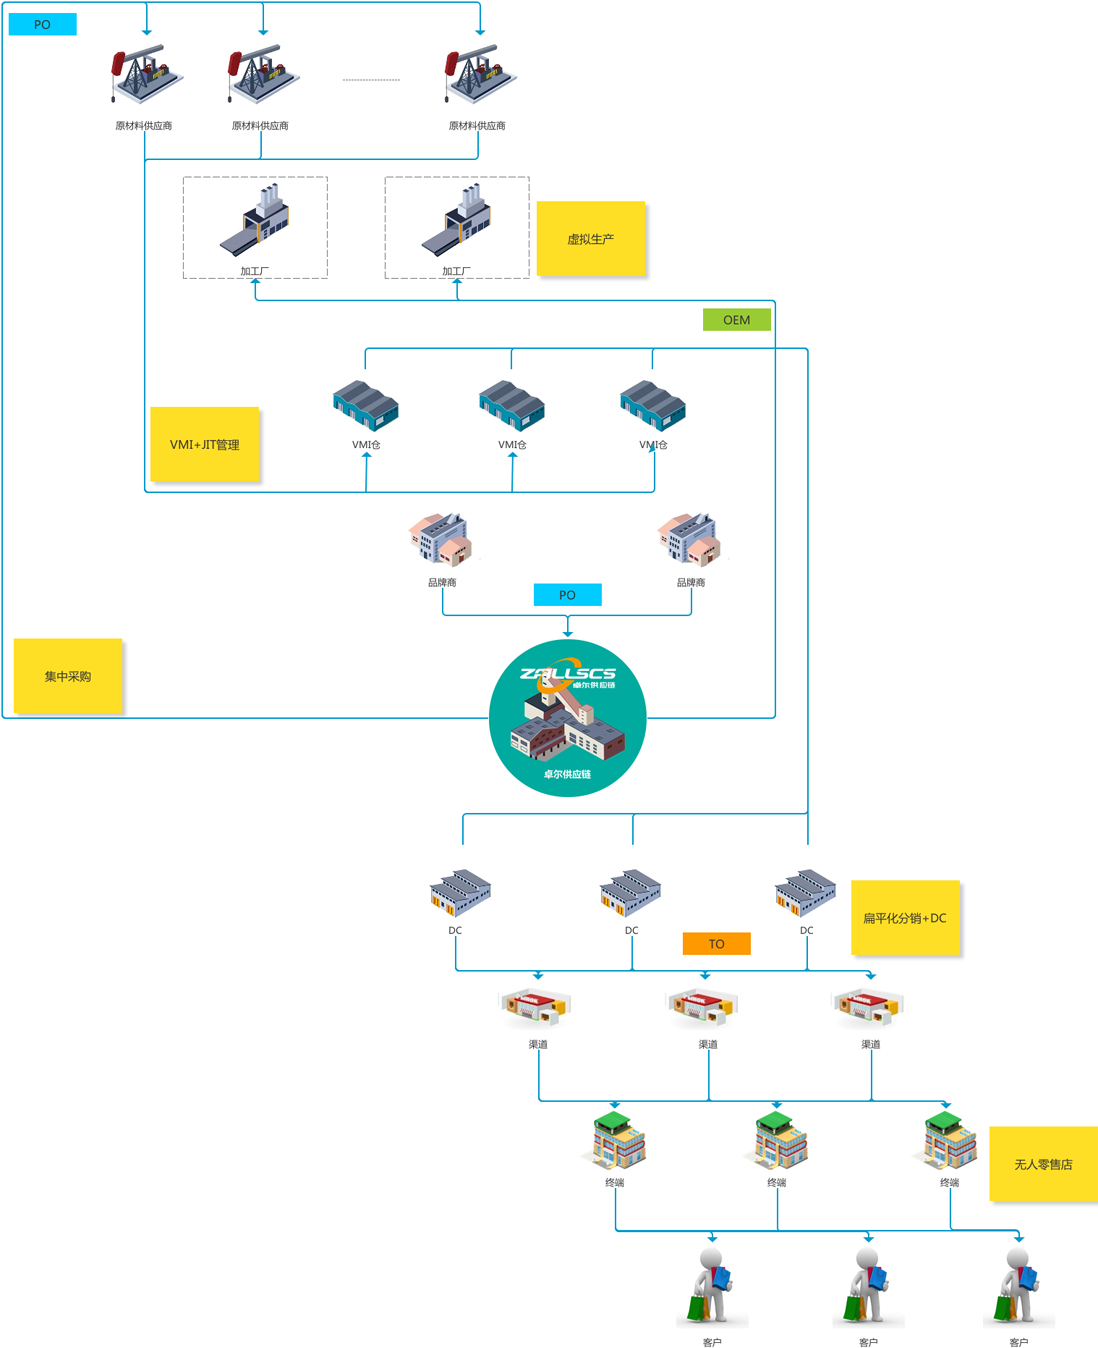 PO
原材料供应商
原材料供应商
原材料供应商
加工厂
加工厂
虚拟生产
OEM
VMI+JIT管理
VMI仓
VMI仓
VMI仓
品牌商
品牌商
PO
集中采购
ZALLSCS
卓尔供应链
卓尔供应链
DC
DC
DC
扁平化分销+DC
TO
渠道
渠道
渠道
终端
终端
终端
无人零售店
客户
客户
客户